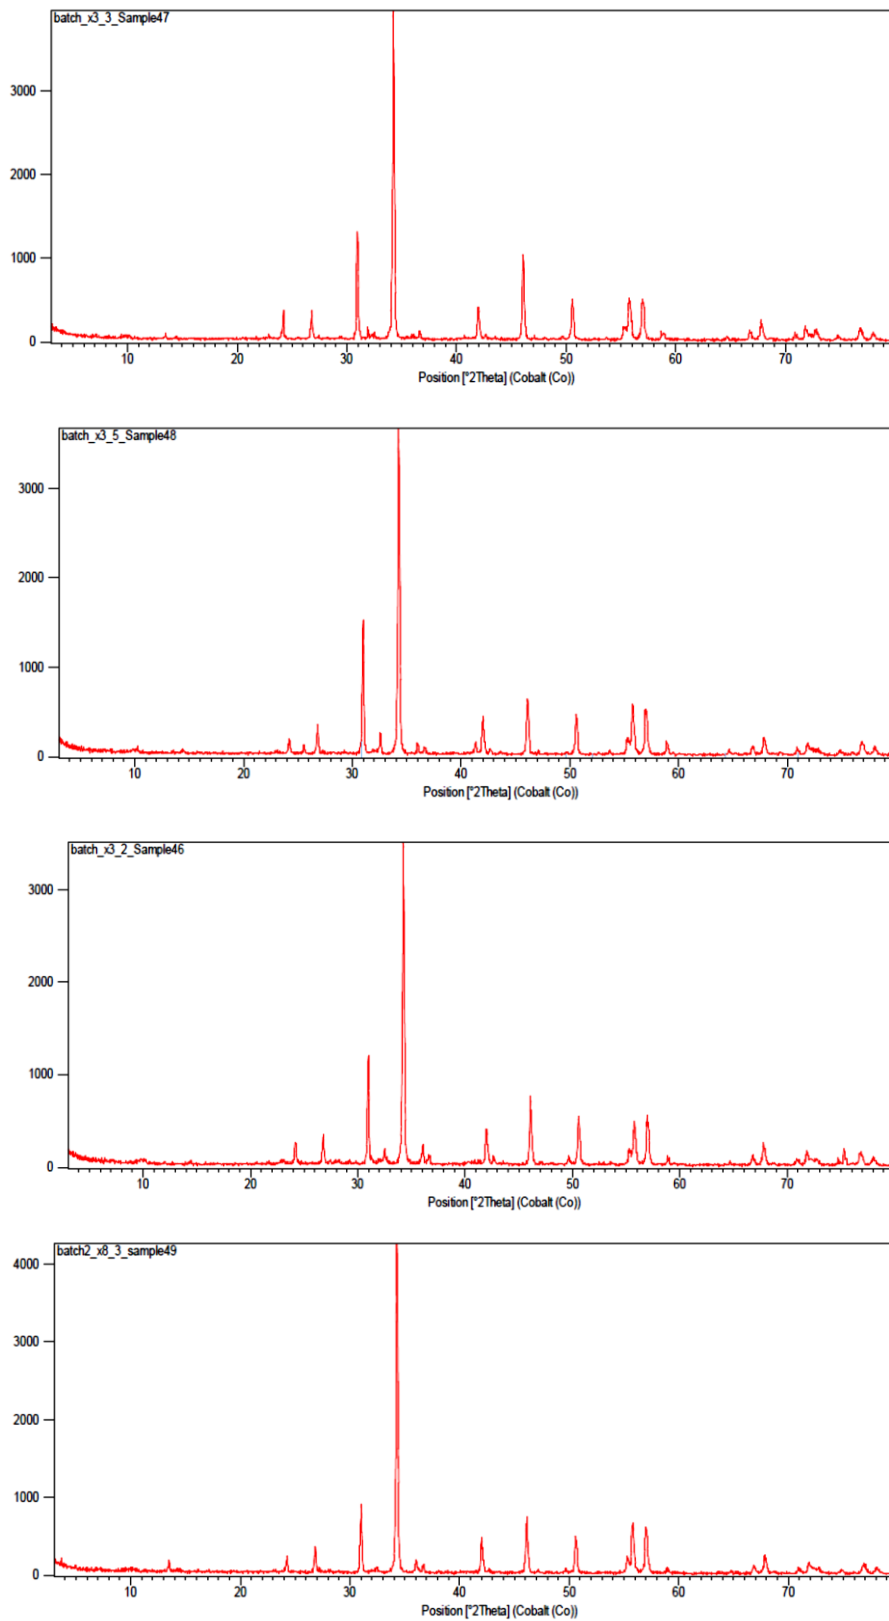 batch_x3_3_Sample47
3000
2000
1000
0
10 20 30 40 50 60 70
Position [°2Theta] (Cobalt (Co))
batch_x3_5_Sample48
3000
2000
1000
0
10 20 30 40 50 60 70
Position [°2Theta] (Cobalt (Co))
batch_x3_2_Sample46
3000
2000
1000
0
10 20 30 40 50 60 70
Position [°2Theta] (Cobalt (Co))
batch2_x8_3_sample49
4000
3000
2000
1000
0
10 20 30 40 50 60 70
Position [°2Theta] (Cobalt (Co))